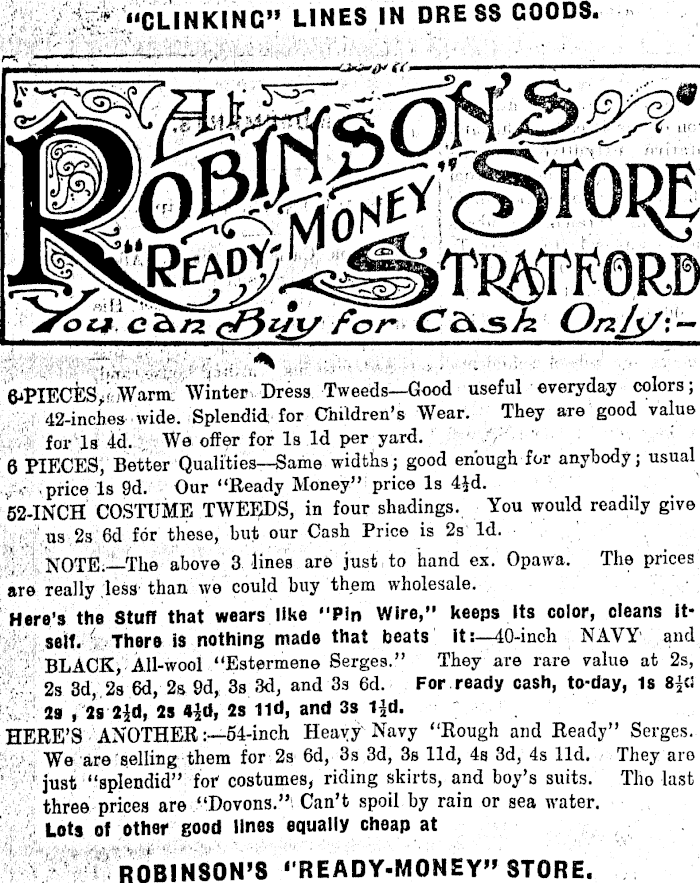 "CLINKING" LINES IN DRESS GOODS.
At
ROBINSON'S
"READY-MONEY" STORE
STRATFORD
You can Buy for Cash Only:-
6 PIECES, Warm Winter Dress Tweeds—Good useful everyday colors;
42-inches wide. Splendid for Children's Wear. They are good value
for 1s 4d. We offer for 1s 1d per yard.
6 PIECES, Better Qualities—Same widths; good enough for anybody; usual
price 1s 9d. Our "Ready Money" price 1s 4½d.
52-INCH COSTUME TWEEDS, in four shadings. You would readily give
us 2s 6d for these, but our Cash Price is 2s 1d.
NOTE.—The above 3 lines are just to hand ex. Opawa. The prices
are really less than we could buy them wholesale.
Here's the Stuff that wears like "Pin Wire," keeps its color, cleans it-
self. There is nothing made that beats it:—40-inch NAVY and
BLACK, All-wool "Estermene Serges." They are rare value at 2s,
2s 3d, 2s 6d, 2s 9d, 3s 3d, and 3s 6d. For ready cash, to-day, 1s 8½d
2s , 2s 2½d, 2s 4½d, 2s 11d, and 3s 1½d.
HERE'S ANOTHER:—54-inch Heavy Navy "Rough and Ready" Serges.
We are selling them for 2s 6d, 3s 3d, 3s 11d, 4s 3d, 4s 11d. They are
just "splendid" for costumes, riding skirts, and boy's suits. The last
three prices are "Dovons." Can't spoil by rain or sea water.
Lots of other good lines equally cheap at
ROBINSON'S "READY-MONEY" STORE.